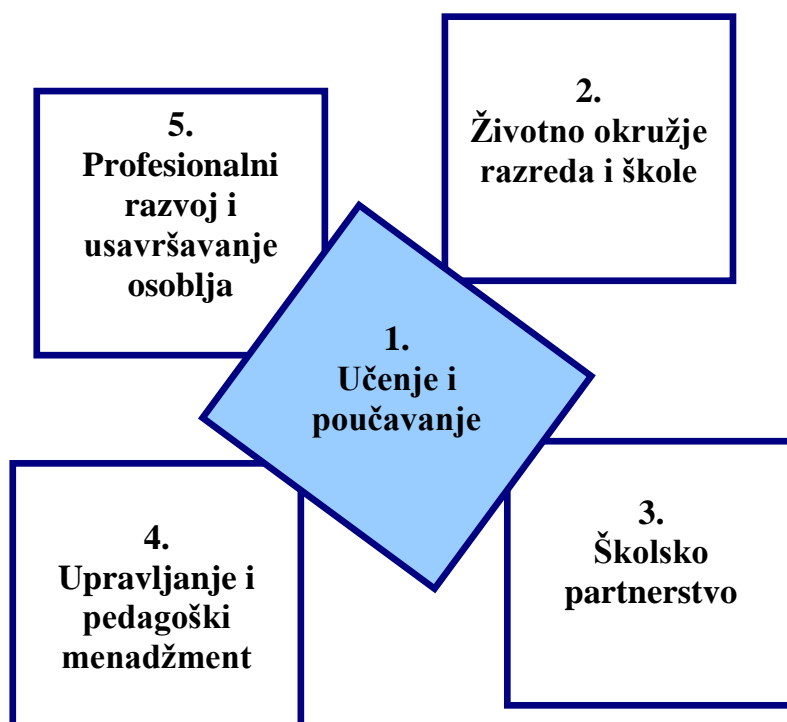 5.
Profesionalni
razvoj i
usavršavanje
osoblja
2.
Životno okružje
razreda i škole
1.
Učenje i
poučavanje
4.
Upravljanje i
pedagoški
menadžment
3.
Školsko
partnerstvo